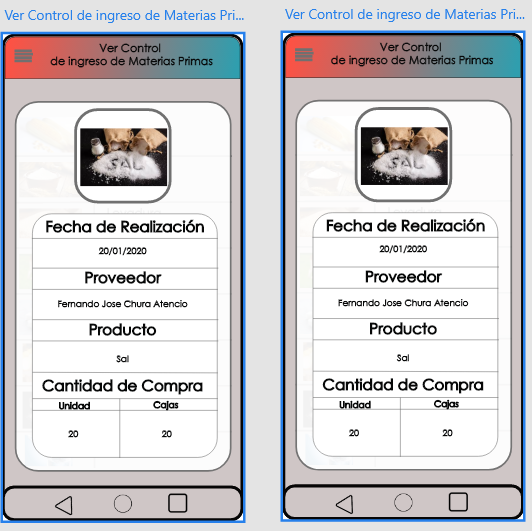 Ver Control de ingreso de Materias Pri...
Ver Control
de ingreso de Materias Primas
SAL
Fecha de Realización
20/01/2020
Proveedor
Fernando Jose Chura Atencio
Producto
Sal
Cantidad de Compra
Unidad Cajas
20 20
Ver Control de ingreso de Materias Pri...
Ver Control
de ingreso de Materias Primas
SAL
Fecha de Realización
20/01/2020
Proveedor
Fernando Jose Chura Atencio
Producto
Sal
Cantidad de Compra
Unidad Cajas
20 20